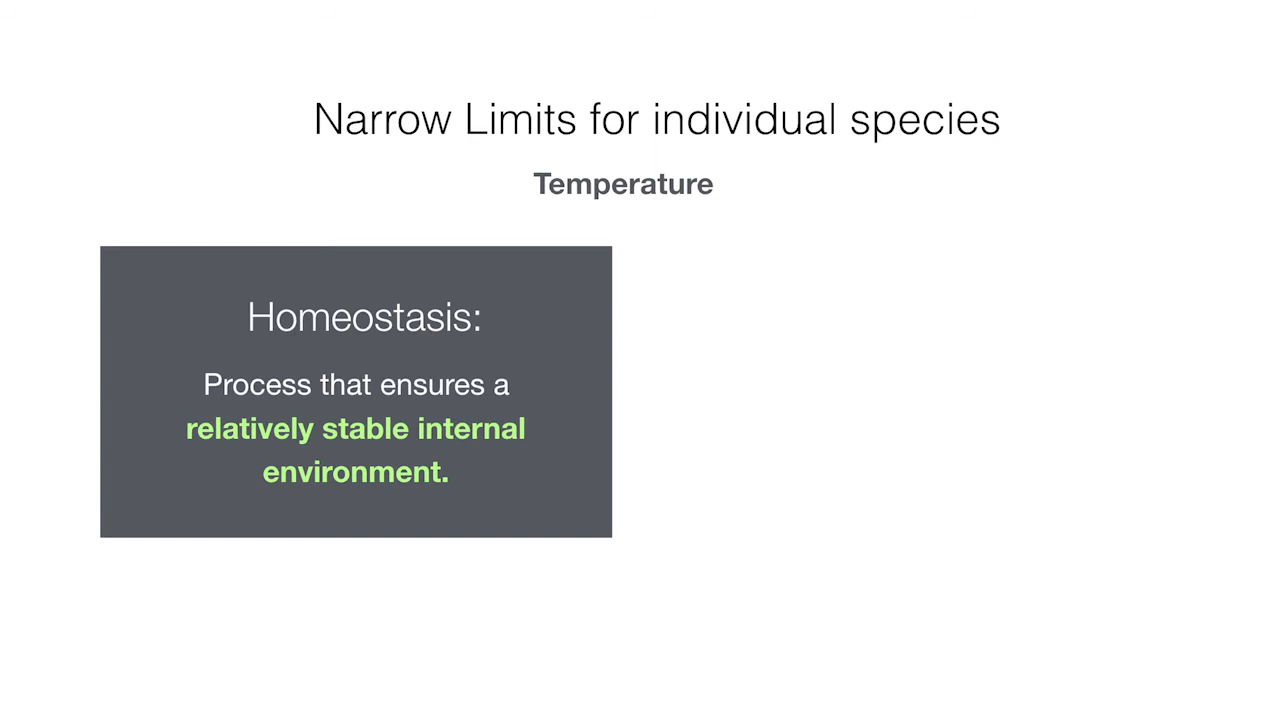 Narrow Limits for individual species
Temperature
Homeostasis:
Process that ensures a
relatively stable internal
environment.